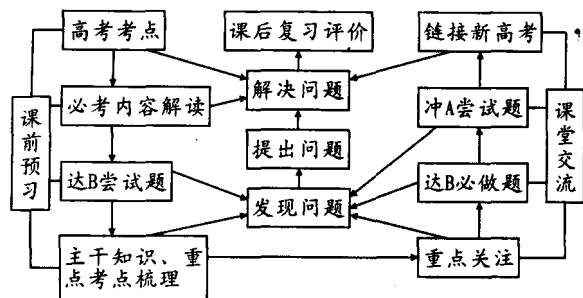 高考考点
课后复习评价
链接新高考
必考内容解读
解决问题
冲A尝试题
课前预习
提出问题
课堂交流
达B尝试题
发现问题
达B必做题
主干知识、重
点考点梳理
重点关注